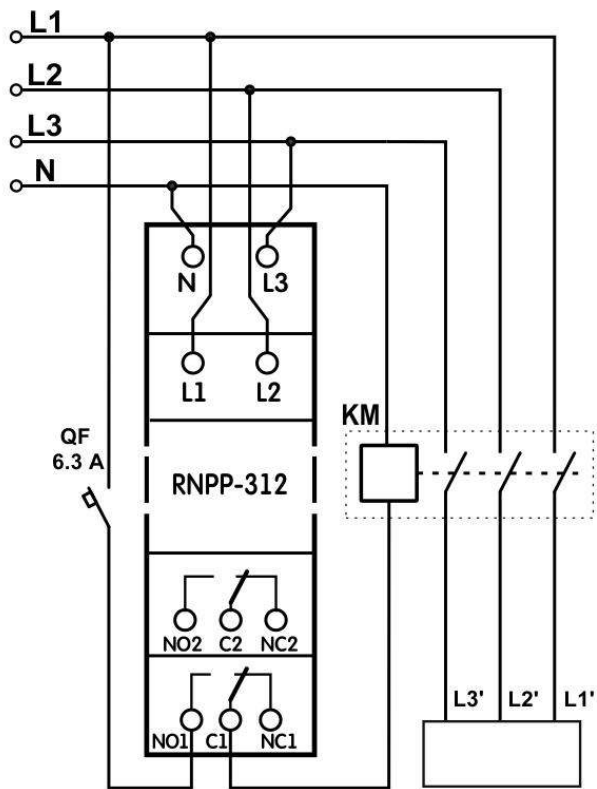 L1
L2
L3
N
N L3
L1 L2
KM
QF
6.3 A
RNPP-312
NO2 C2 NC2
L3' L2' L1'
NO1 C1 NC1